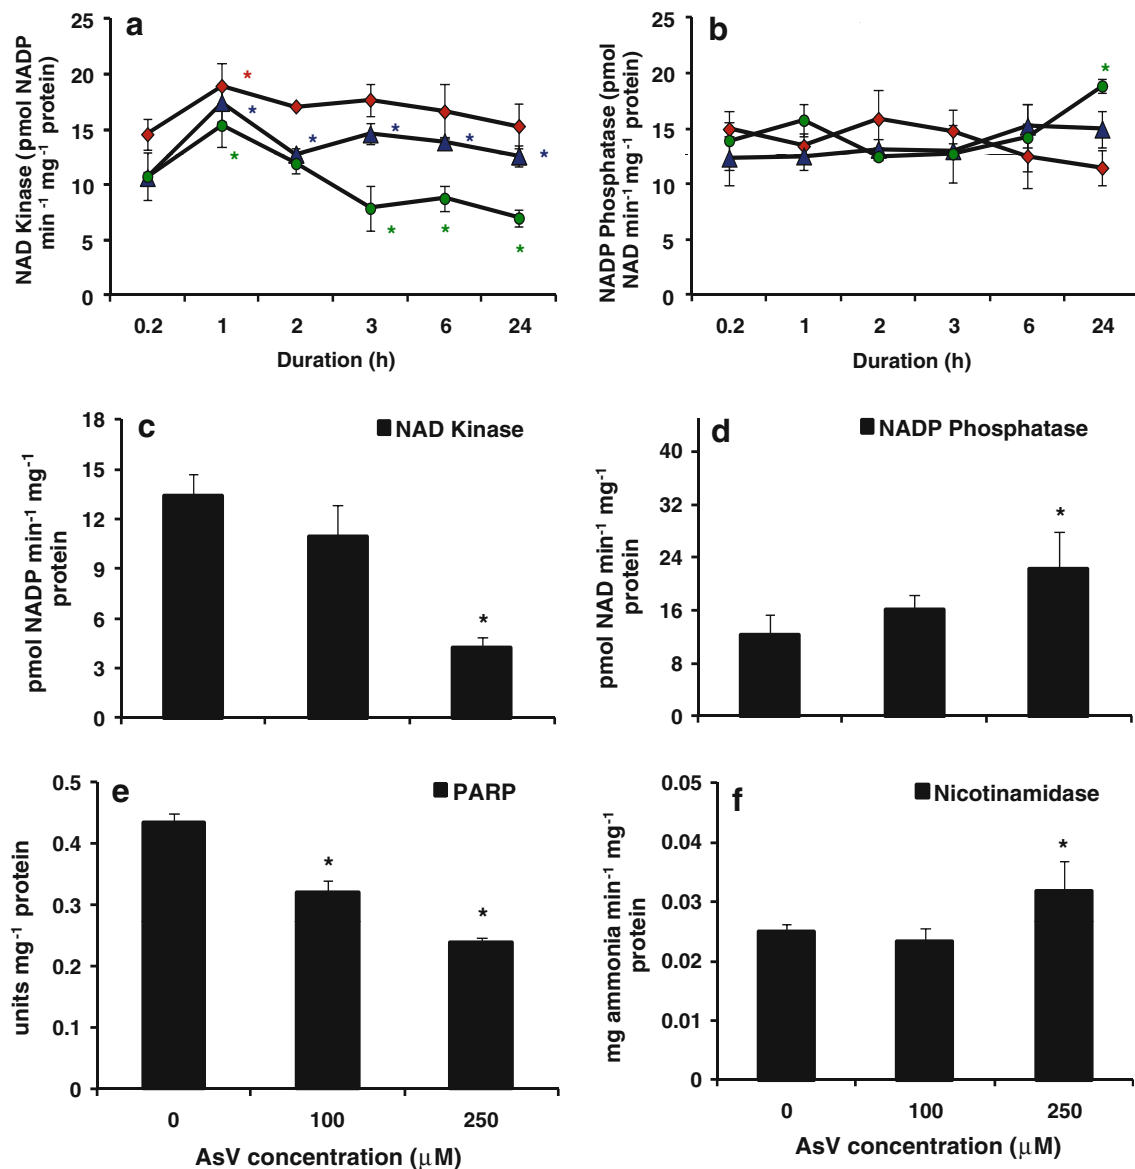 a
NAD Kinase (pmol NADP
min -1 mg-1 protein)
25
20
15
10
5
0
*
*
*
*
*
*
*
*
*
*
0.2 1 2 3 6 24
Duration (h)
b
NADP Phosphatase (pmol
NAD min-1 mg-1 protein)
25
20
15
10
5
0
*
0.2 1 2 3 6 24
Duration (h)
c
NAD Kinase
pmol NADP min-1 mg-1
protein
18
15
12
9
6
3
0
*
d
NADP Phosphatase
pmol NAD min-1 mg-1
protein
40
32
24
16
8
0
*
e
PARP
units mg-1 protein
0.5
0.4
0.3
0.2
0.1
0
*
*
0 100 250
AsV concentration (μM)
f
Nicotinamidase
mg ammonia min-1 mg-1
protein
0.05
0.04
0.03
0.02
0.01
0
*
0 100 250
AsV concentration (μM)